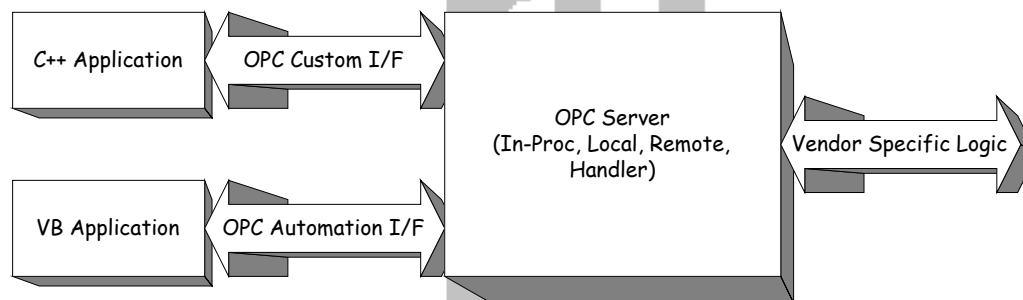 C++ Application
OPC Custom I/F
OPC Server
(In-Proc, Local, Remote,
Handler)
Vendor Specific Logic
VB Application
OPC Automation I/F